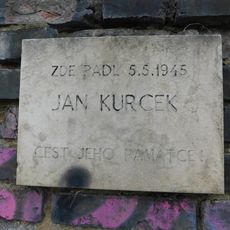 ZDE PADL 5.5.1945
JAN KURCEK
ČEST JEHO PAMÁTCE!